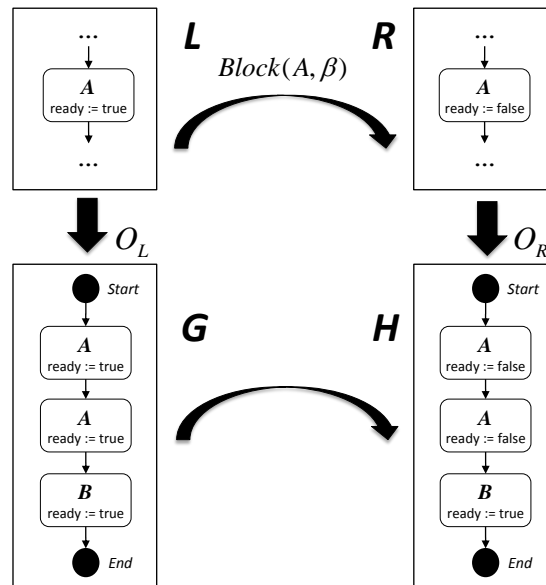 L
R
Block(A, β)
...
A
ready := true
...
...
A
ready := false
...
O_L
O_R
G
H
Start
A
ready := true
A
ready := true
B
ready := true
End
Start
A
ready := false
A
ready := false
B
ready := true
End